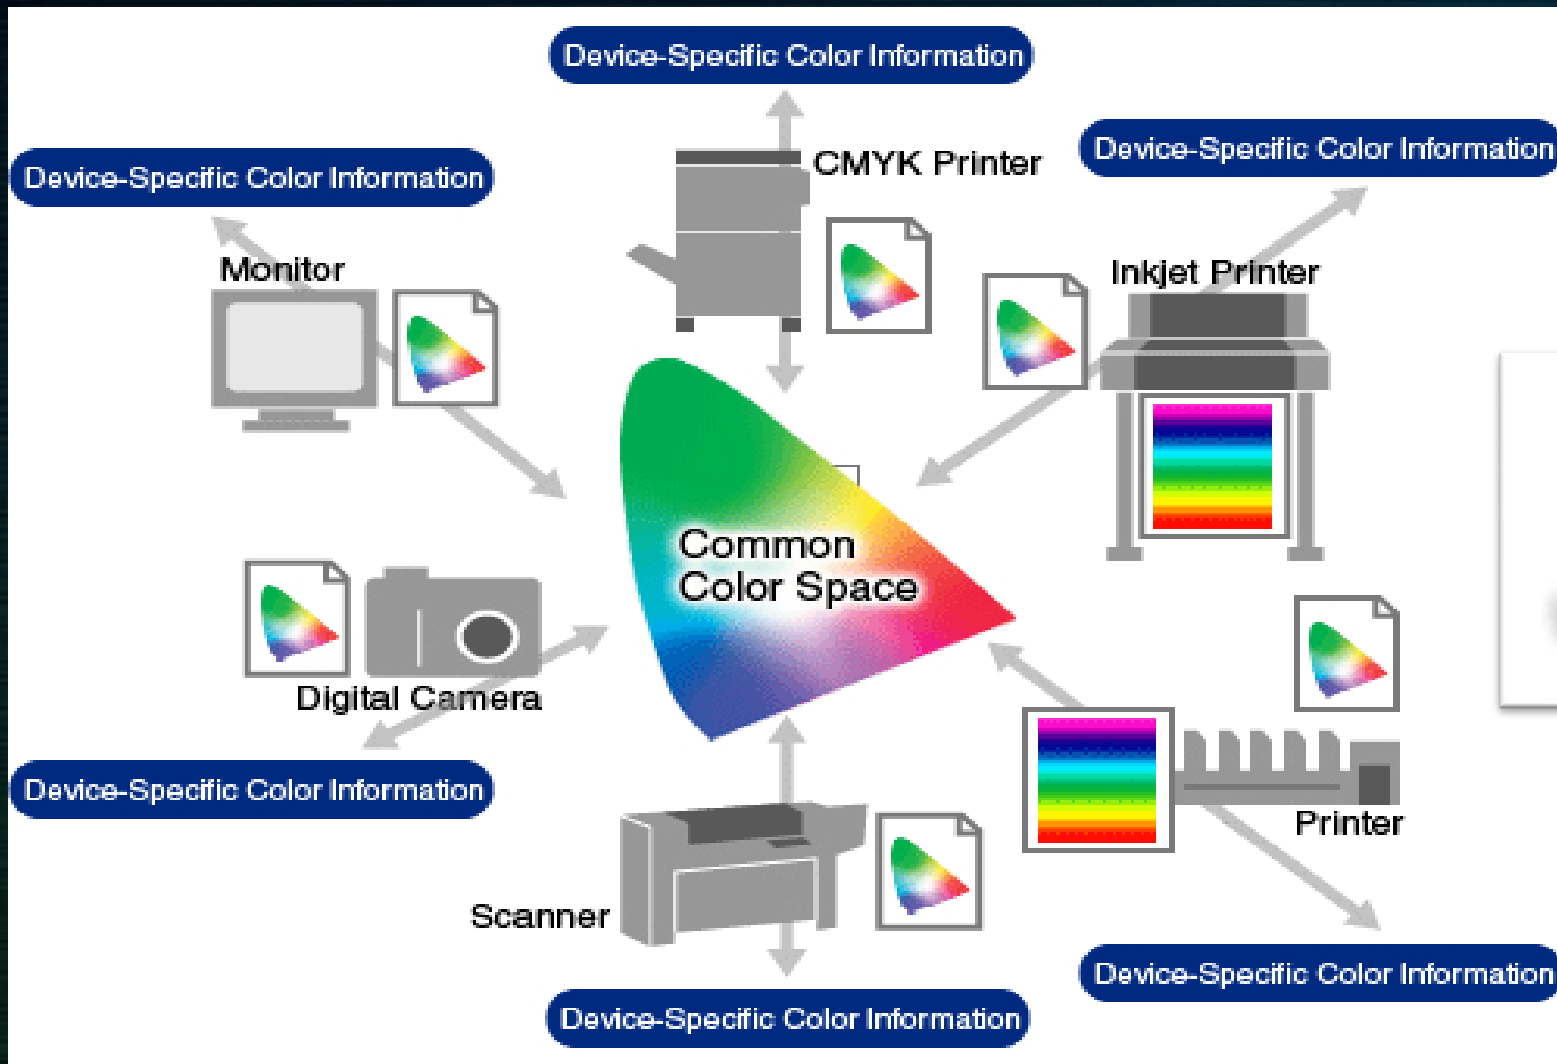 Device-Specific Color Information
CMYK Printer
Device-Specific Color Information
Device-Specific Color Information
Monitor
Inkjet Printer
Common
Color Space
Digital Camera
Device-Specific Color Information
Printer
Scanner
Device-Specific Color Information
Device-Specific Color Information